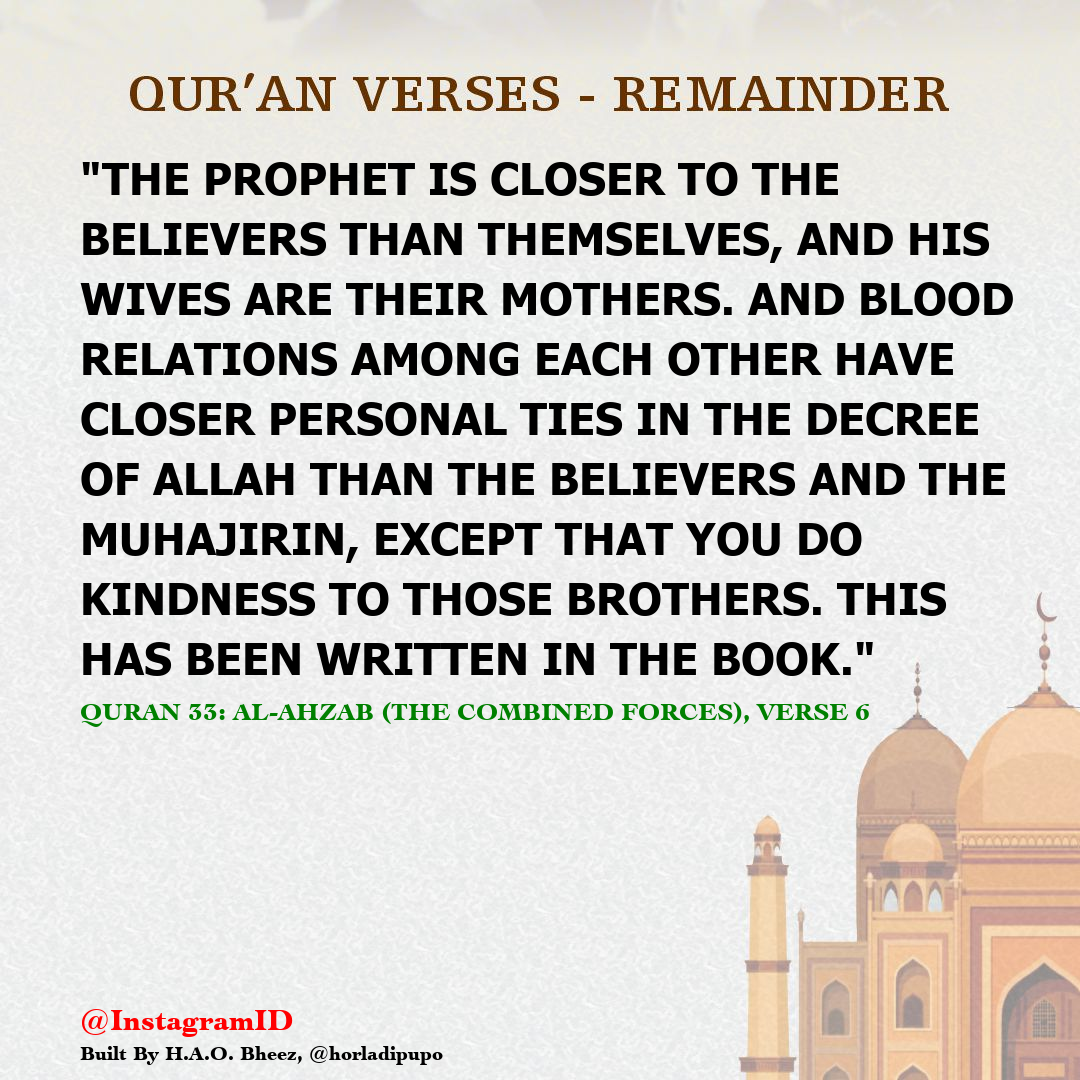 QUR'AN VERSES - REMAINDER
"THE PROPHET IS CLOSER TO THE
BELIEVERS THAN THEMSELVES, AND HIS
WIVES ARE THEIR MOTHERS. AND BLOOD
RELATIONS AMONG EACH OTHER HAVE
CLOSER PERSONAL TIES IN THE DECREE
OF ALLAH THAN THE BELIEVERS AND THE
MUHAJIRIN, EXCEPT THAT YOU DO
KINDNESS TO THOSE BROTHERS. THIS
HAS BEEN WRITTEN IN THE BOOK."
QURAN 33: AL-AHZAB (THE COMBINED FORCES), VERSE 6
@InstagramID
Built By H.A.O. Bheez, @horladipupo